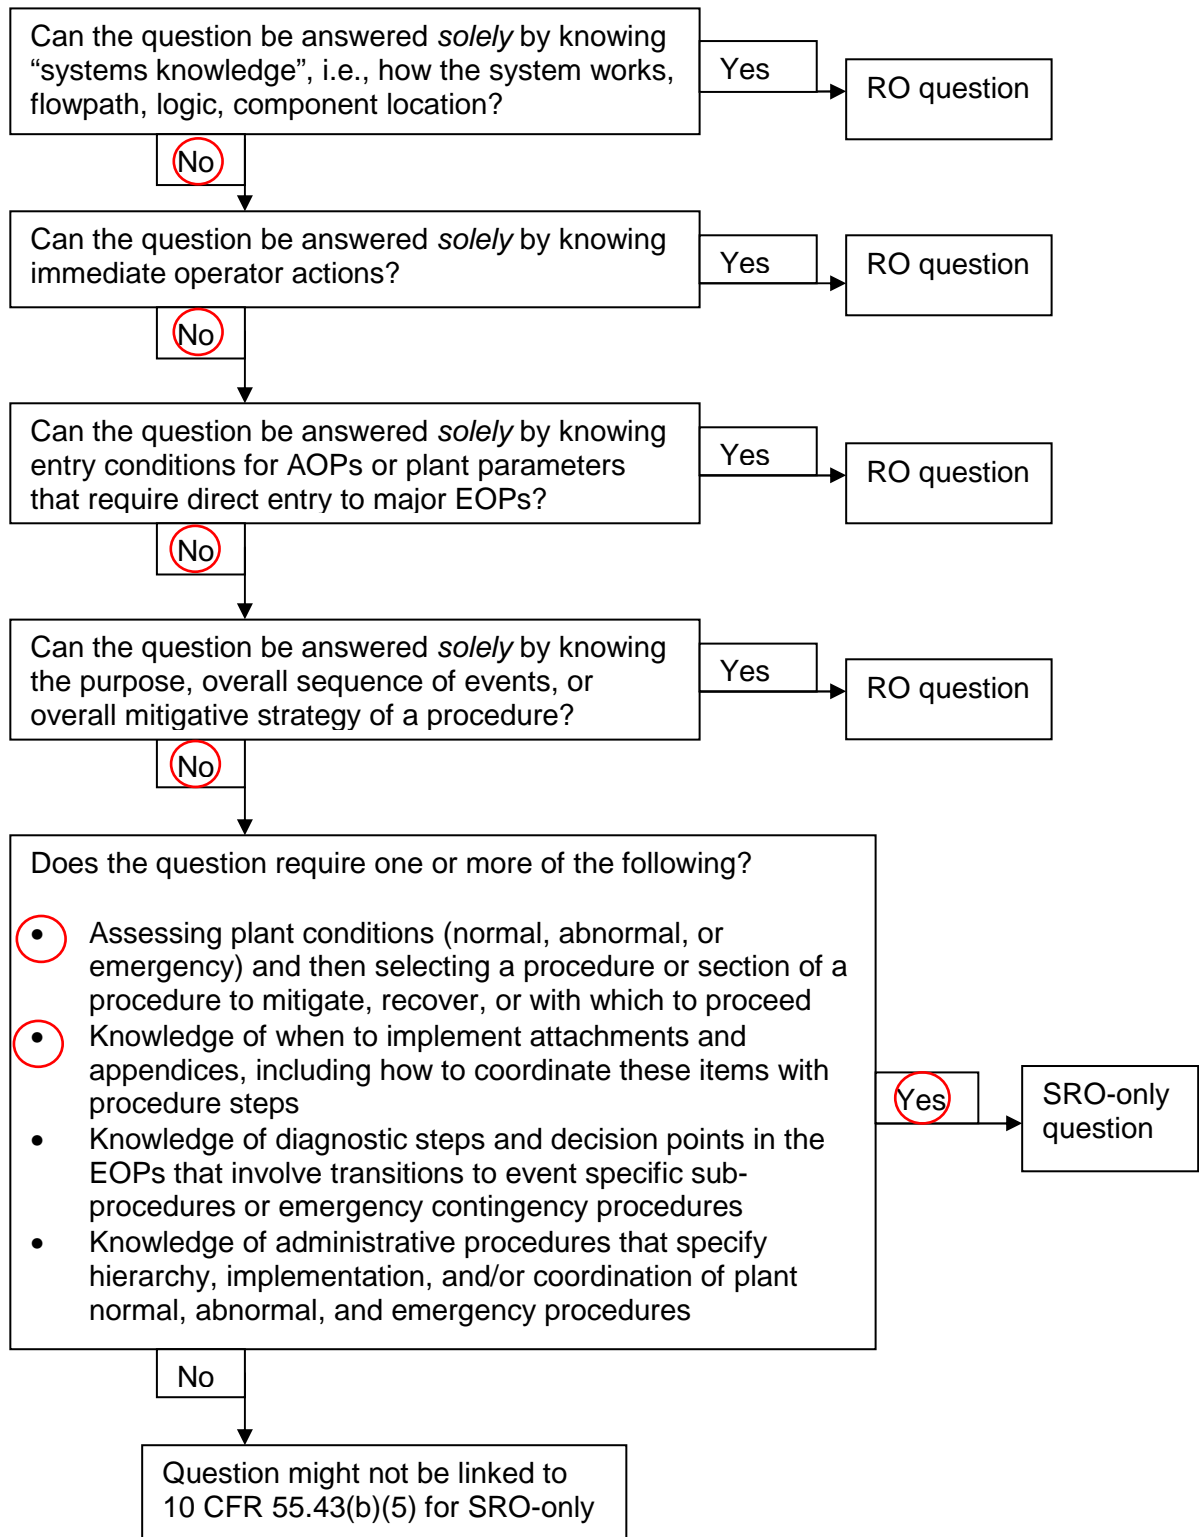 Can the question be answered solely by knowing
“systems knowledge”, i.e., how the system works,
flowpath, logic, component location?
Yes
RO question
No
Can the question be answered solely by knowing
immediate operator actions?
Yes
RO question
No
Can the question be answered solely by knowing
entry conditions for AOPs or plant parameters
that require direct entry to major EOPs?
Yes
RO question
No
Can the question be answered solely by knowing
the purpose, overall sequence of events, or
overall mitigative strategy of a procedure?
Yes
RO question
No
Does the question require one or more of the following?
• Assessing plant conditions (normal, abnormal, or
emergency) and then selecting a procedure or section of a
procedure to mitigate, recover, or with which to proceed
• Knowledge of when to implement attachments and
appendices, including how to coordinate these items with
procedure steps
• Knowledge of diagnostic steps and decision points in the
EOPs that involve transitions to event specific sub-
procedures or emergency contingency procedures
• Knowledge of administrative procedures that specify
hierarchy, implementation, and/or coordination of plant
normal, abnormal, and emergency procedures
Yes
SRO-only
question
No
Question might not be linked to
10 CFR 55.43(b)(5) for SRO-only